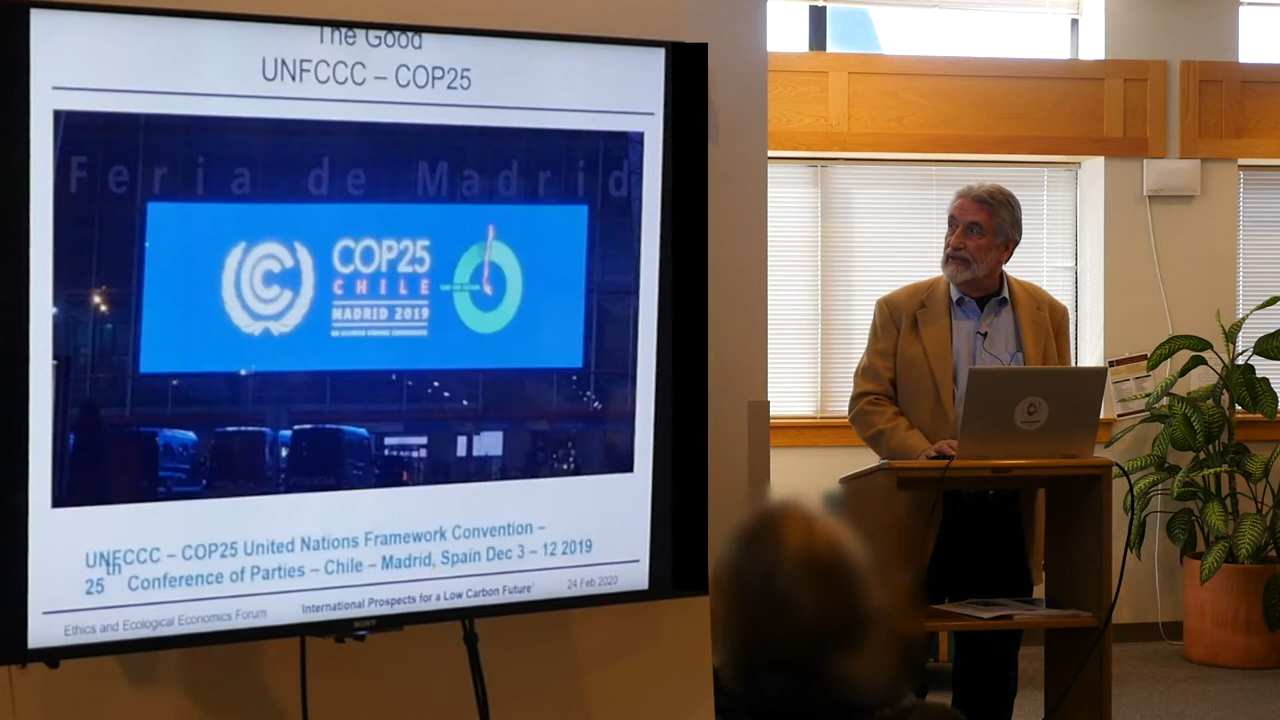 The Good
UNFCCC – COP25
Feria de Madrid
COP25
CHILE
MADRID 2019
UNFCCC – COP25 United Nations Framework Convention –
25th Conference of Parties – Chile – Madrid, Spain Dec 3 – 12 2019
Ethics and Ecological Economics Forum 'International Prospects for a Low Carbon Future' 24 Feb 2020
SONY